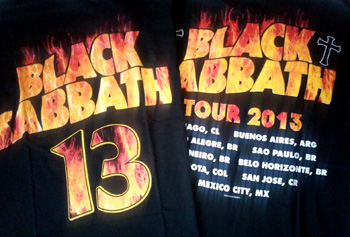 BLACK
SABBATH
13
BLACK
ABBATH
TOUR 2013
AGO, CL BUENOS AIRES, ARG
ALEGRE, BR SAO PAULO, BR
NEIRO, BR BELO HORIZONTE, BR
OTA, COL SAN JOSE, CR
MEXICO CITY, MX